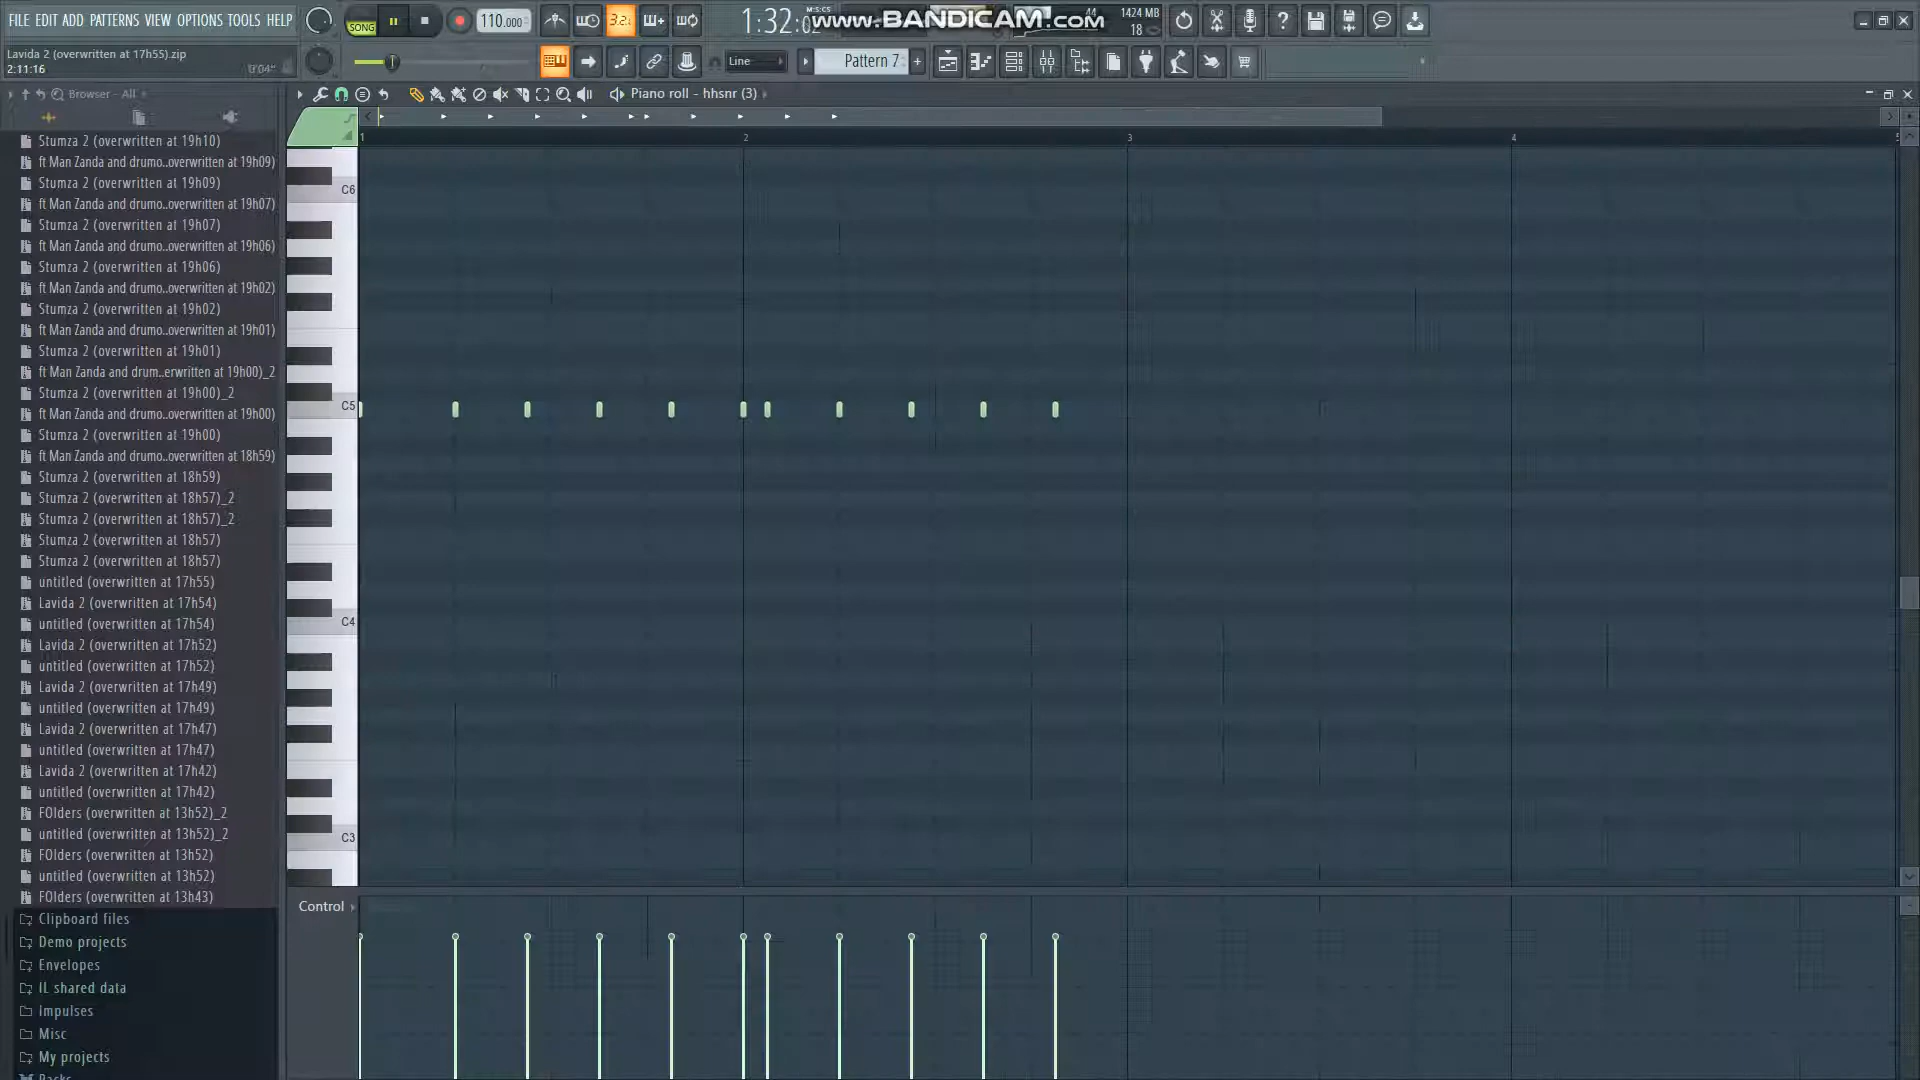 FILE EDIT ADD PATTERNS VIEW OPTIONS TOOLS HELP
SONG
110.000
3.2
1:32:02
M:S:CS
www.BANDICAM.com
44
1424 MB
18
Lavida 2 (overwritten at 17h55).zip
2:11:16
0'04"
Line
Pattern 7
Browser - All
Piano roll - hhsnr (3)
1
2
3
4
5
Stumza 2 (overwritten at 19h10)
ft Man Zanda and drumo..overwritten at 19h09)
Stumza 2 (overwritten at 19h09)
ft Man Zanda and drumo..overwritten at 19h07)
Stumza 2 (overwritten at 19h07)
ft Man Zanda and drumo..overwritten at 19h06)
Stumza 2 (overwritten at 19h06)
ft Man Zanda and drumo..overwritten at 19h02)
Stumza 2 (overwritten at 19h02)
ft Man Zanda and drumo..overwritten at 19h01)
Stumza 2 (overwritten at 19h01)
ft Man Zanda and drum..erwritten at 19h00)_2
Stumza 2 (overwritten at 19h00)_2
ft Man Zanda and drumo..overwritten at 19h00)
Stumza 2 (overwritten at 19h00)
ft Man Zanda and drumo..overwritten at 18h59)
Stumza 2 (overwritten at 18h59)
Stumza 2 (overwritten at 18h57)_2
Stumza 2 (overwritten at 18h57)_2
Stumza 2 (overwritten at 18h57)
Stumza 2 (overwritten at 18h57)
untitled (overwritten at 17h55)
Lavida 2 (overwritten at 17h54)
untitled (overwritten at 17h54)
Lavida 2 (overwritten at 17h52)
untitled (overwritten at 17h52)
Lavida 2 (overwritten at 17h49)
untitled (overwritten at 17h49)
Lavida 2 (overwritten at 17h47)
untitled (overwritten at 17h47)
Lavida 2 (overwritten at 17h42)
untitled (overwritten at 17h42)
FOlders (overwritten at 13h52)_2
untitled (overwritten at 13h52)_2
FOlders (overwritten at 13h52)
untitled (overwritten at 13h52)
FOlders (overwritten at 13h43)
Clipboard files
Demo projects
Envelopes
IL shared data
Impulses
Misc
My projects
Packs
C6
C5
C4
C3
Control